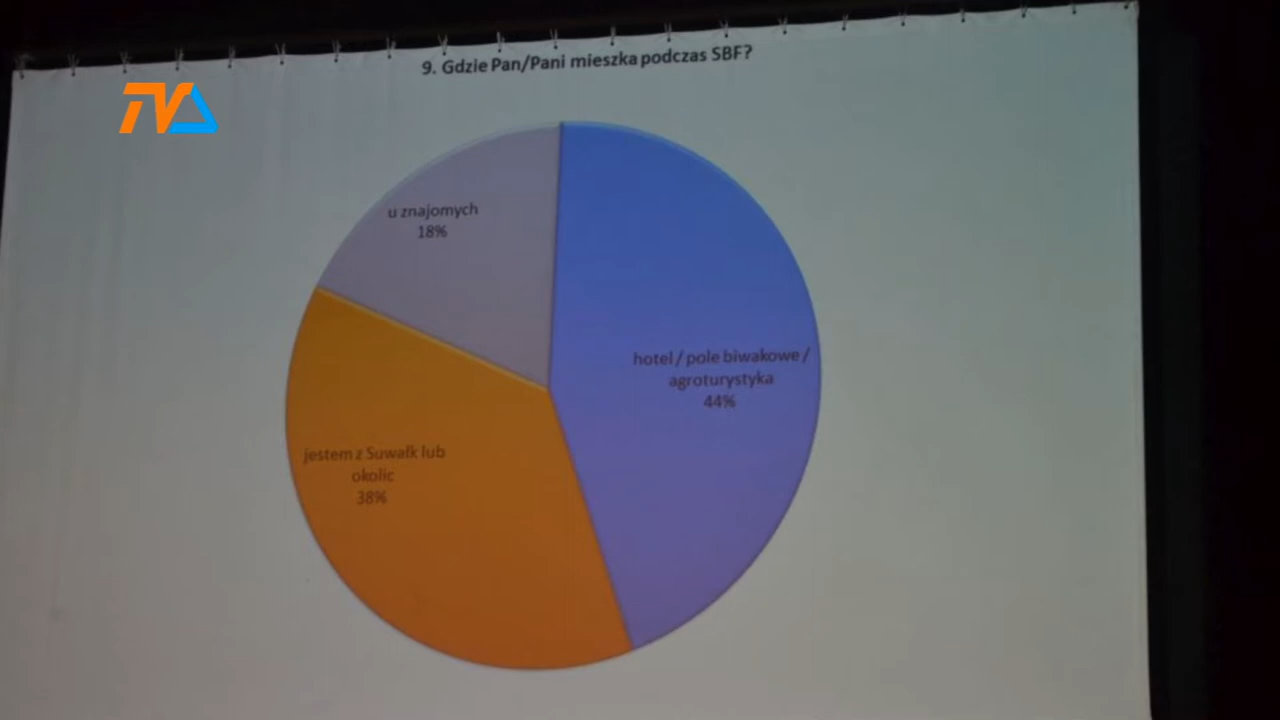 9. Gdzie Pan/Pani mieszka podczas SBF?
TV
u znajomych
18%
hotel / pole biwakowe /
agroturystyka
44%
jestem z Suwałk lub
okolic
38%